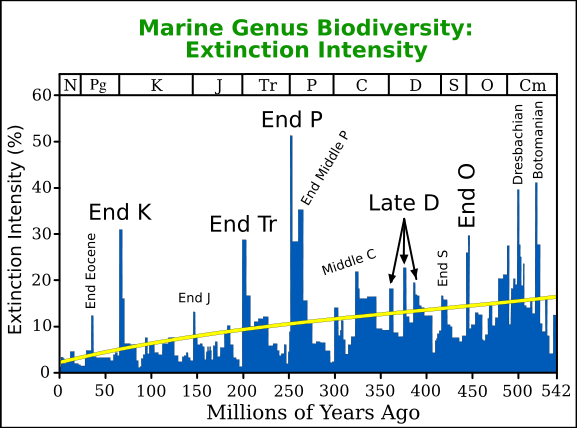 Marine Genus Biodiversity:
Extinction Intensity
N Pg K J Tr P C D S O Cm
Extinction Intensity (%)
60
50
40
30
20
10
0
End Eocene
End K
End J
End Tr
End P
End Middle P
Middle C
Late D
End S
End O
Dresbachian
Botomanian
0 50 100 150 200 250 300 350 400 450 500 542
Millions of Years Ago